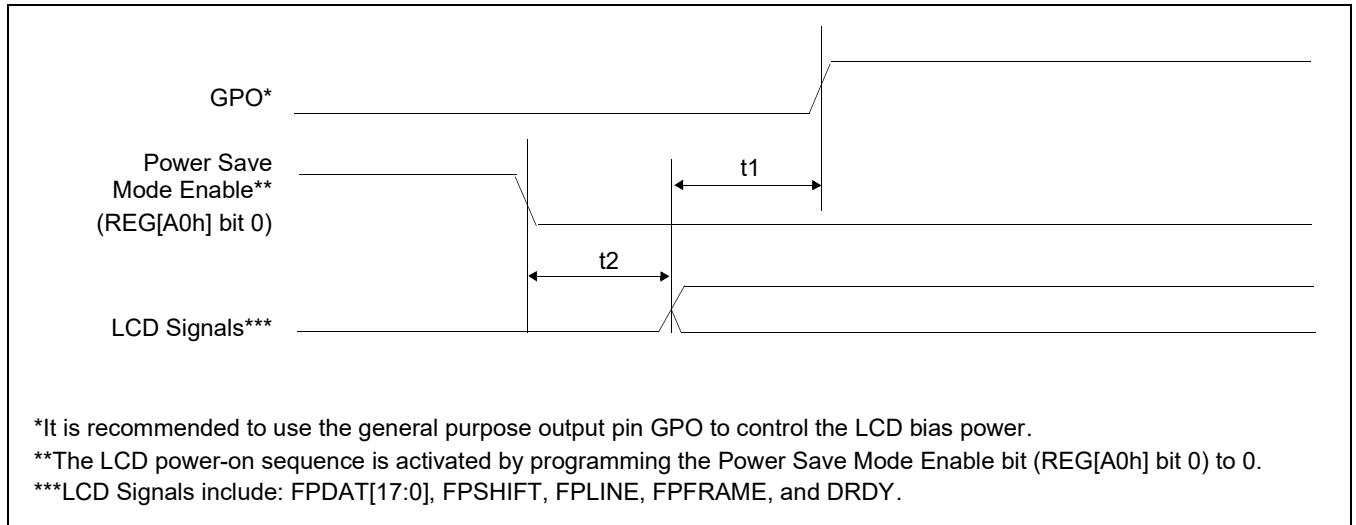 GPO*
Power Save
Mode Enable**
(REG[A0h] bit 0)
t1
t2
LCD Signals***
*It is recommended to use the general purpose output pin GPO to control the LCD bias power.
**The LCD power-on sequence is activated by programming the Power Save Mode Enable bit (REG[A0h] bit 0) to 0.
***LCD Signals include: FPDAT[17:0], FPSHIFT, FPLINE, FPFRAME, and DRDY.